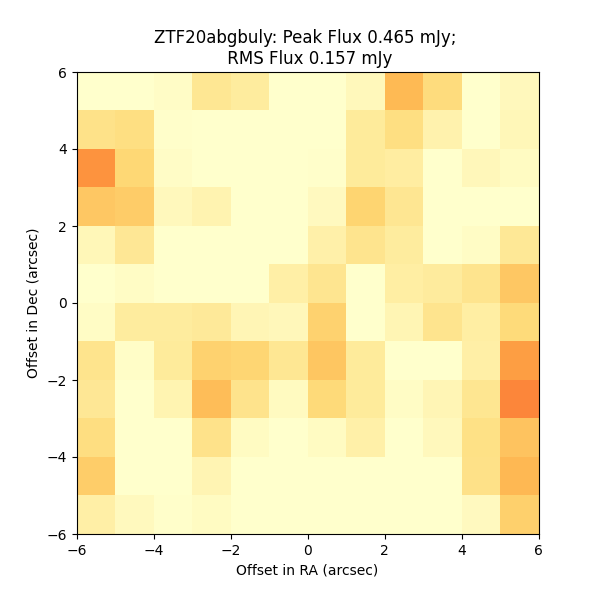 ZTF20abgbuly: Peak Flux 0.465 mJy;
RMS Flux 0.157 mJy
6
4
2
0
−2
−4
−6
Offset in Dec (arcsec)
−6 −4 −2 0 2 4 6
Offset in RA (arcsec)